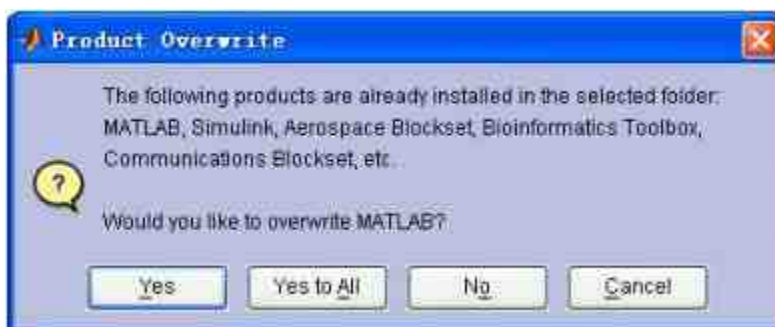 Product Overwrite
The following products are already installed in the selected folder:
MATLAB, Simulink, Aerospace Blockset, Bioinformatics Toolbox,
Communications Blockset, etc.
?
Would you like to overwrite MATLAB?
Yes
Yes to All
No
Cancel